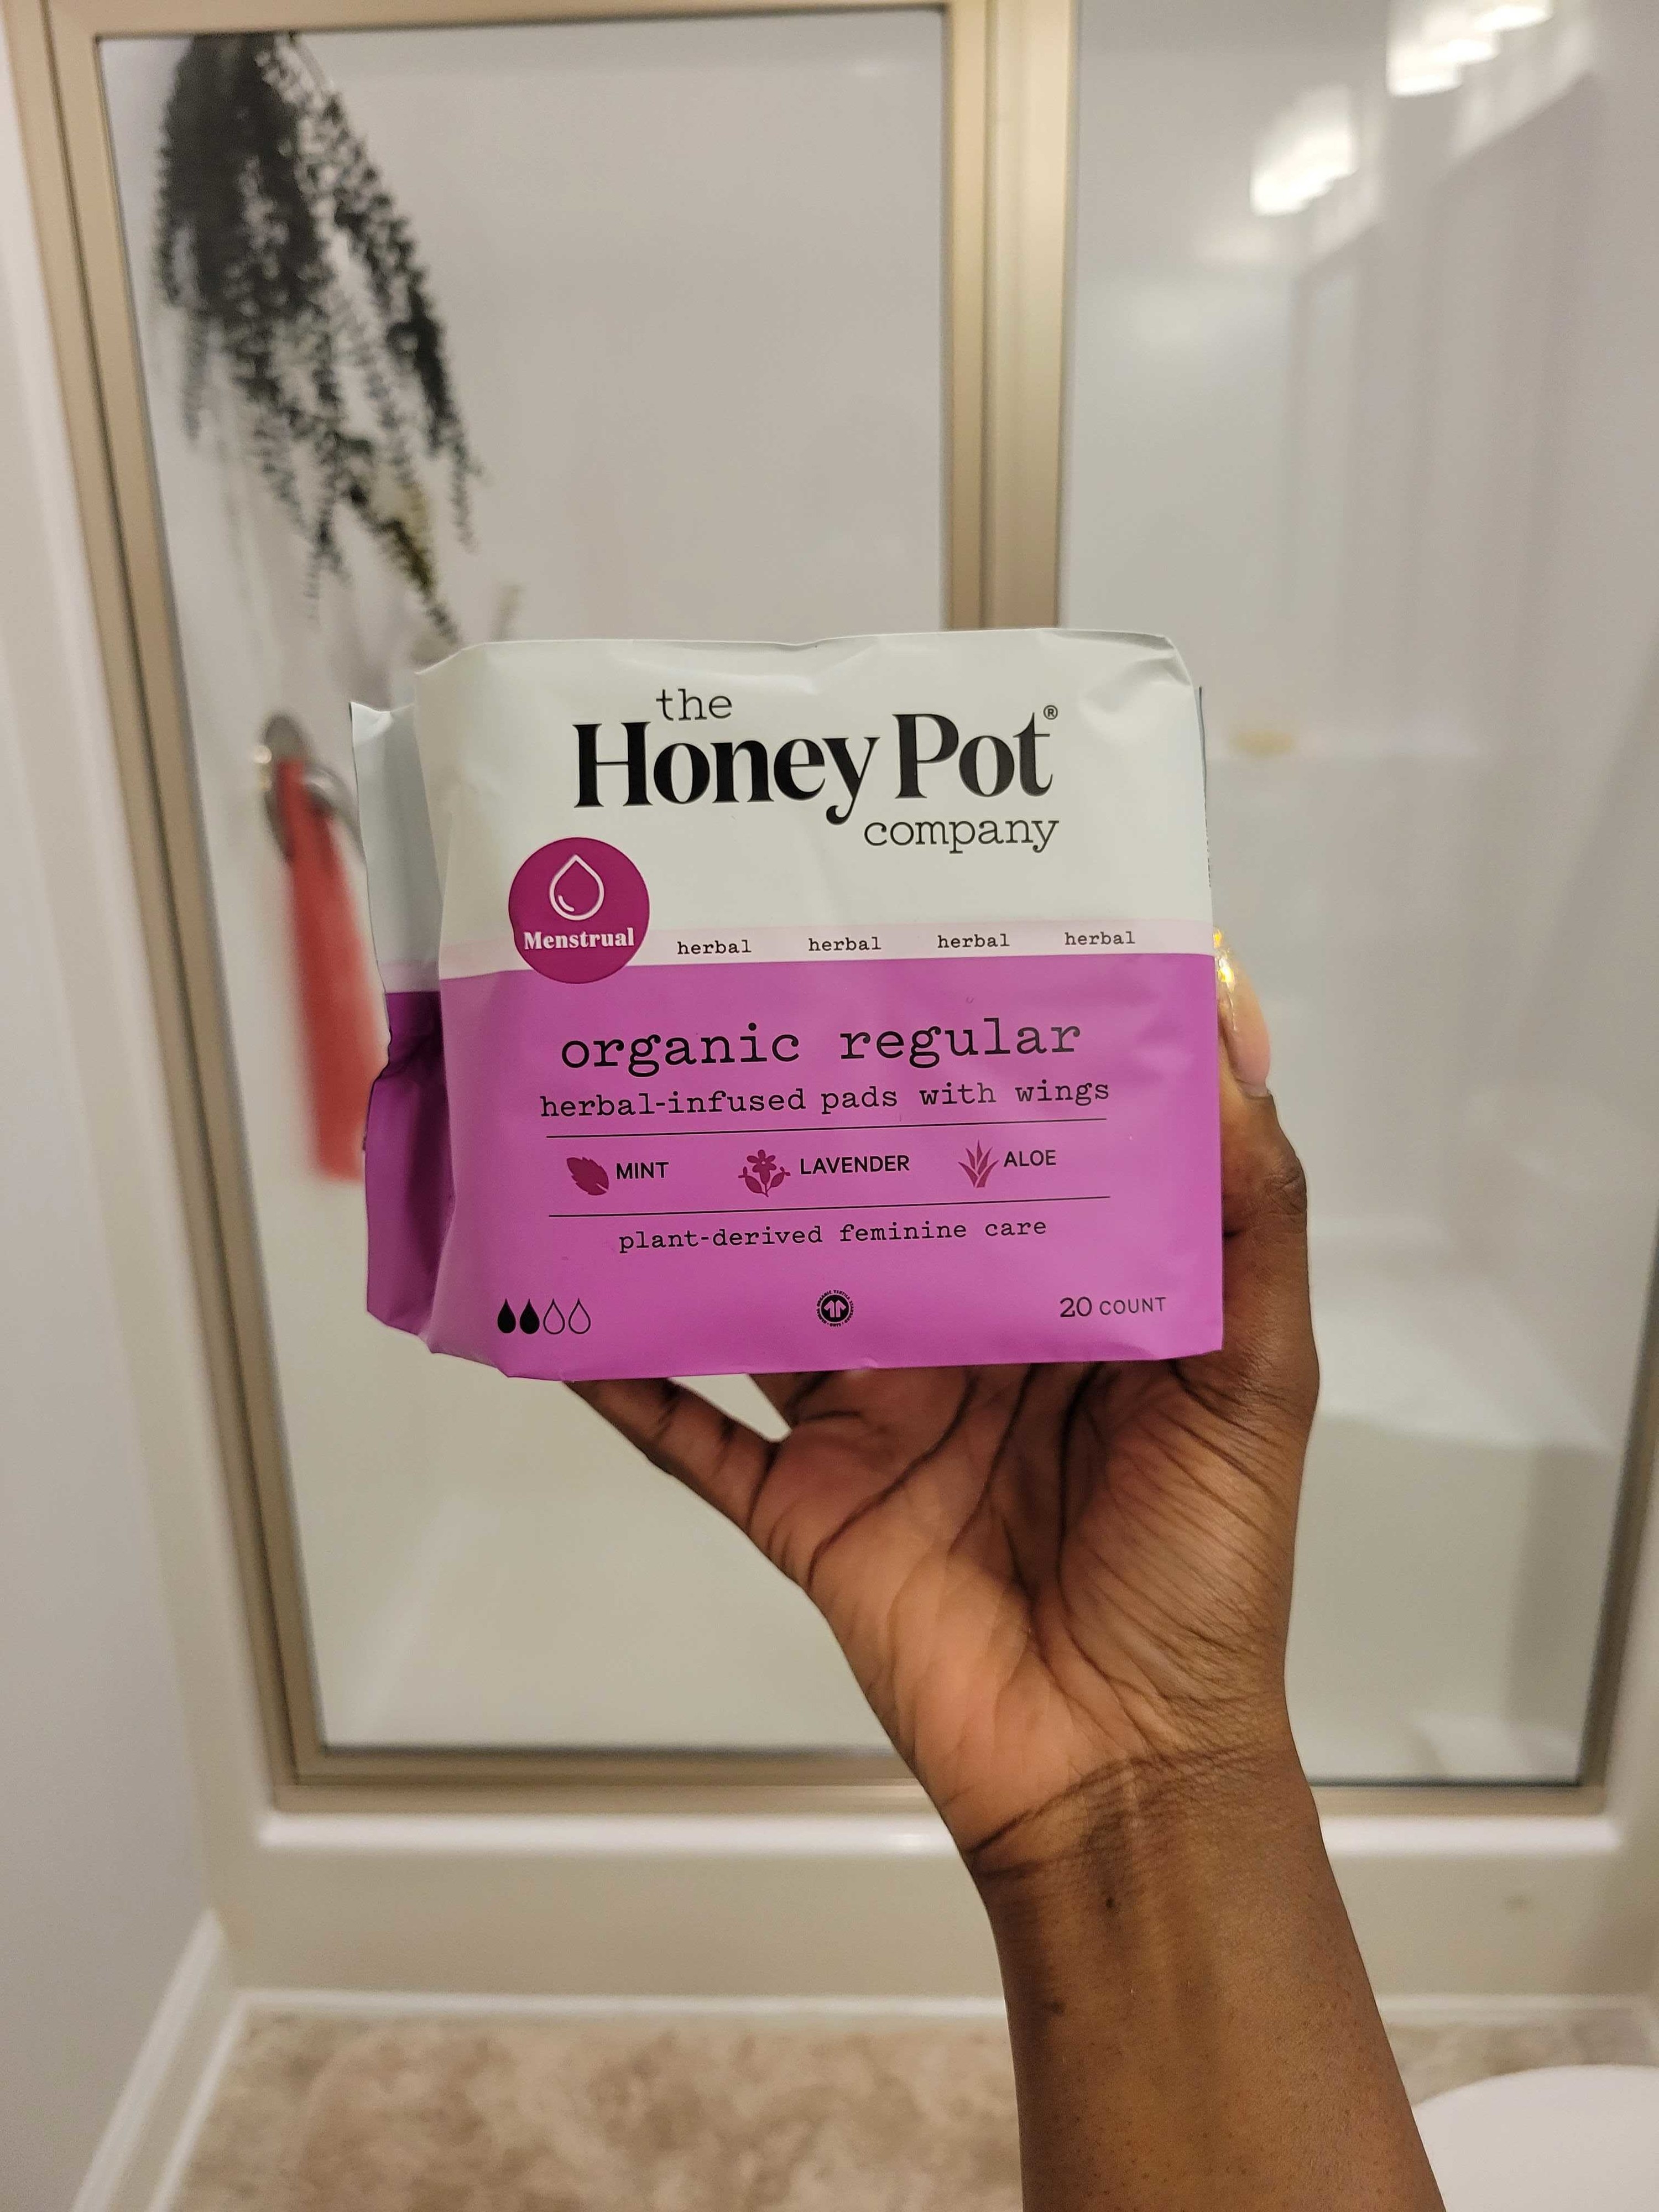 the
Honey Pot®
company
Menstrual
herbal herbal herbal herbal
organic regular
herbal-infused pads with wings
MINT LAVENDER ALOE
plant-derived feminine care
20 COUNT